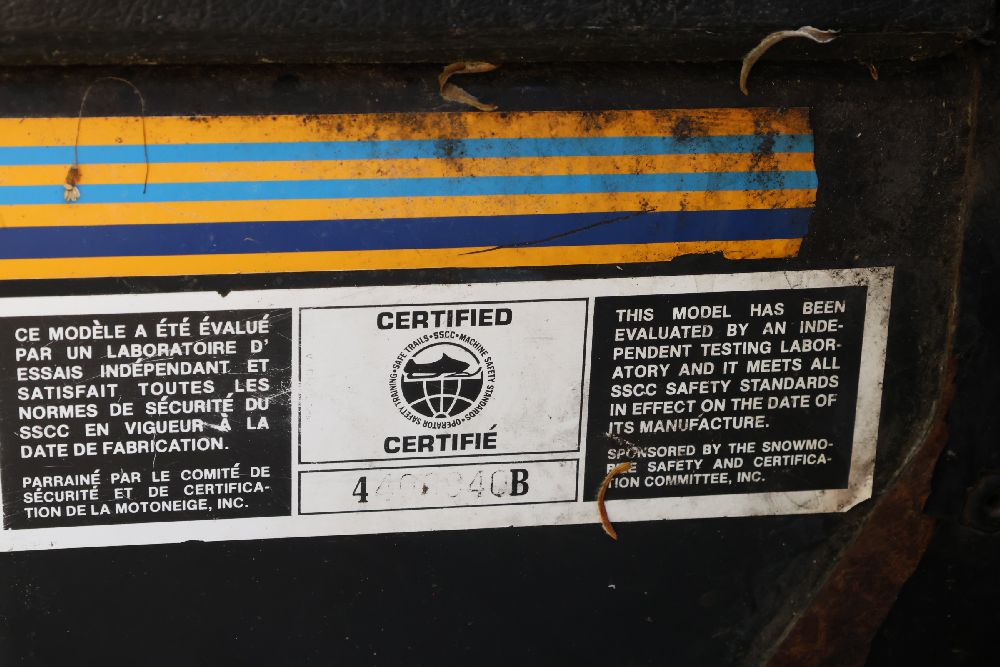 CE MODÈLE A ÉTÉ ÉVALUÉ
PAR UN LABORATOIRE D'
ESSAIS INDÉPENDANT ET
SATISFAIT TOUTES LES
NORMES DE SÉCURITÉ DU
SSCC EN VIGUEUR À LA
DATE DE FABRICATION.
PARRAINÉ PAR LE COMITÉ DE
SÉCURITÉ ET DE CERTIFICA-
TION DE LA MOTONEIGE, INC.
CERTIFIED
SAFE TRAILS•SSCC•MACHINE SAFETY STANDARDS•OPERATOR SAFETY TRAINING•
CERTIFIÉ
THIS MODEL HAS BEEN
EVALUATED BY AN INDE-
PENDENT TESTING LABOR-
ATORY AND IT MEETS ALL
SSCC SAFETY STANDARDS
IN EFFECT ON THE DATE OF
ITS MANUFACTURE.
SPONSORED BY THE SNOWMO-
BILE SAFETY AND CERTIFICA-
TION COMMITTEE, INC.